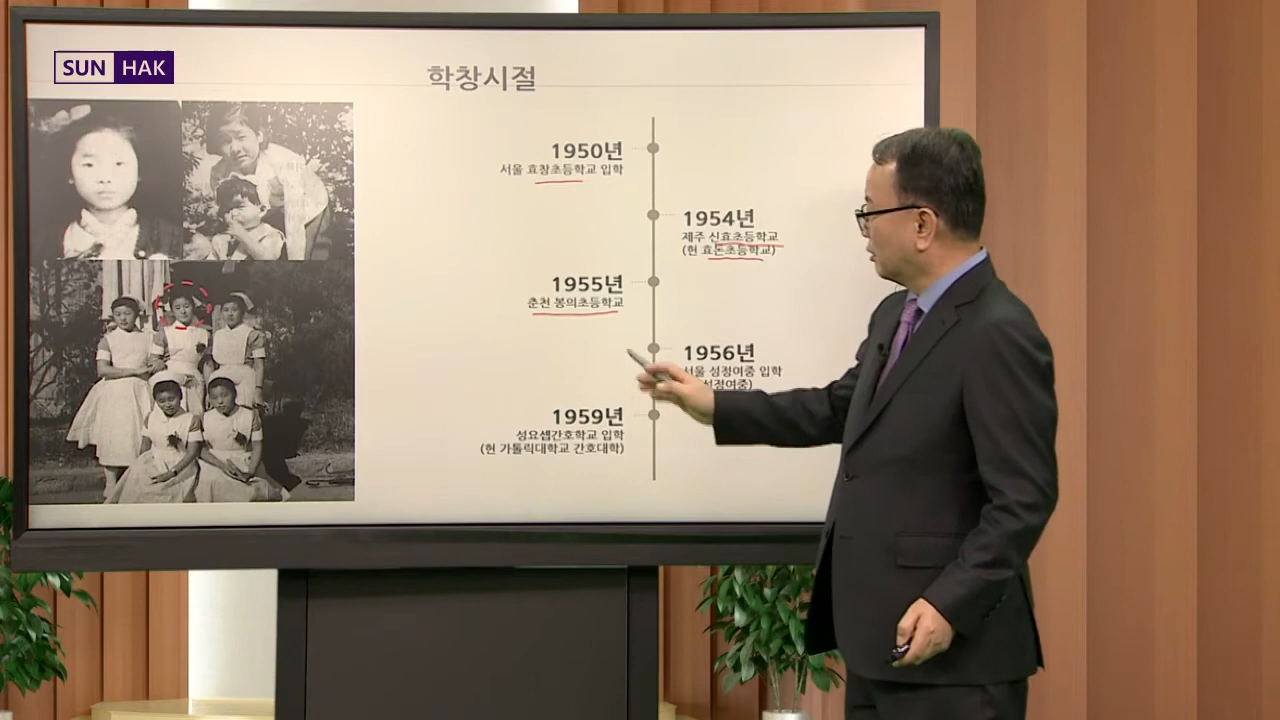 SUN HAK
학창시절
1950년
서울 효창초등학교 입학
1954년
제주 신효초등학교
(현 효돈초등학교)
1955년
춘천 봉의초등학교
1956년
서울 성정여중 입학
성정여중)
1959년
성요셉간호학교 입학
(현 가톨릭대학교 간호대학)